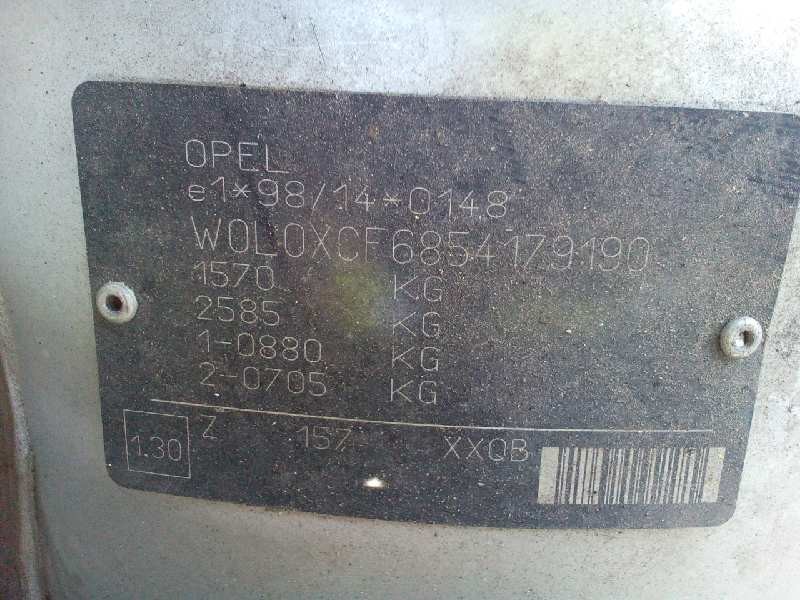 OPEL
e1*98/14*0148
W0L0XCF6854179190
1570 KG
2585 KG
1-0880 KG
2-0705 KG
1.30 Z 157 XXQB